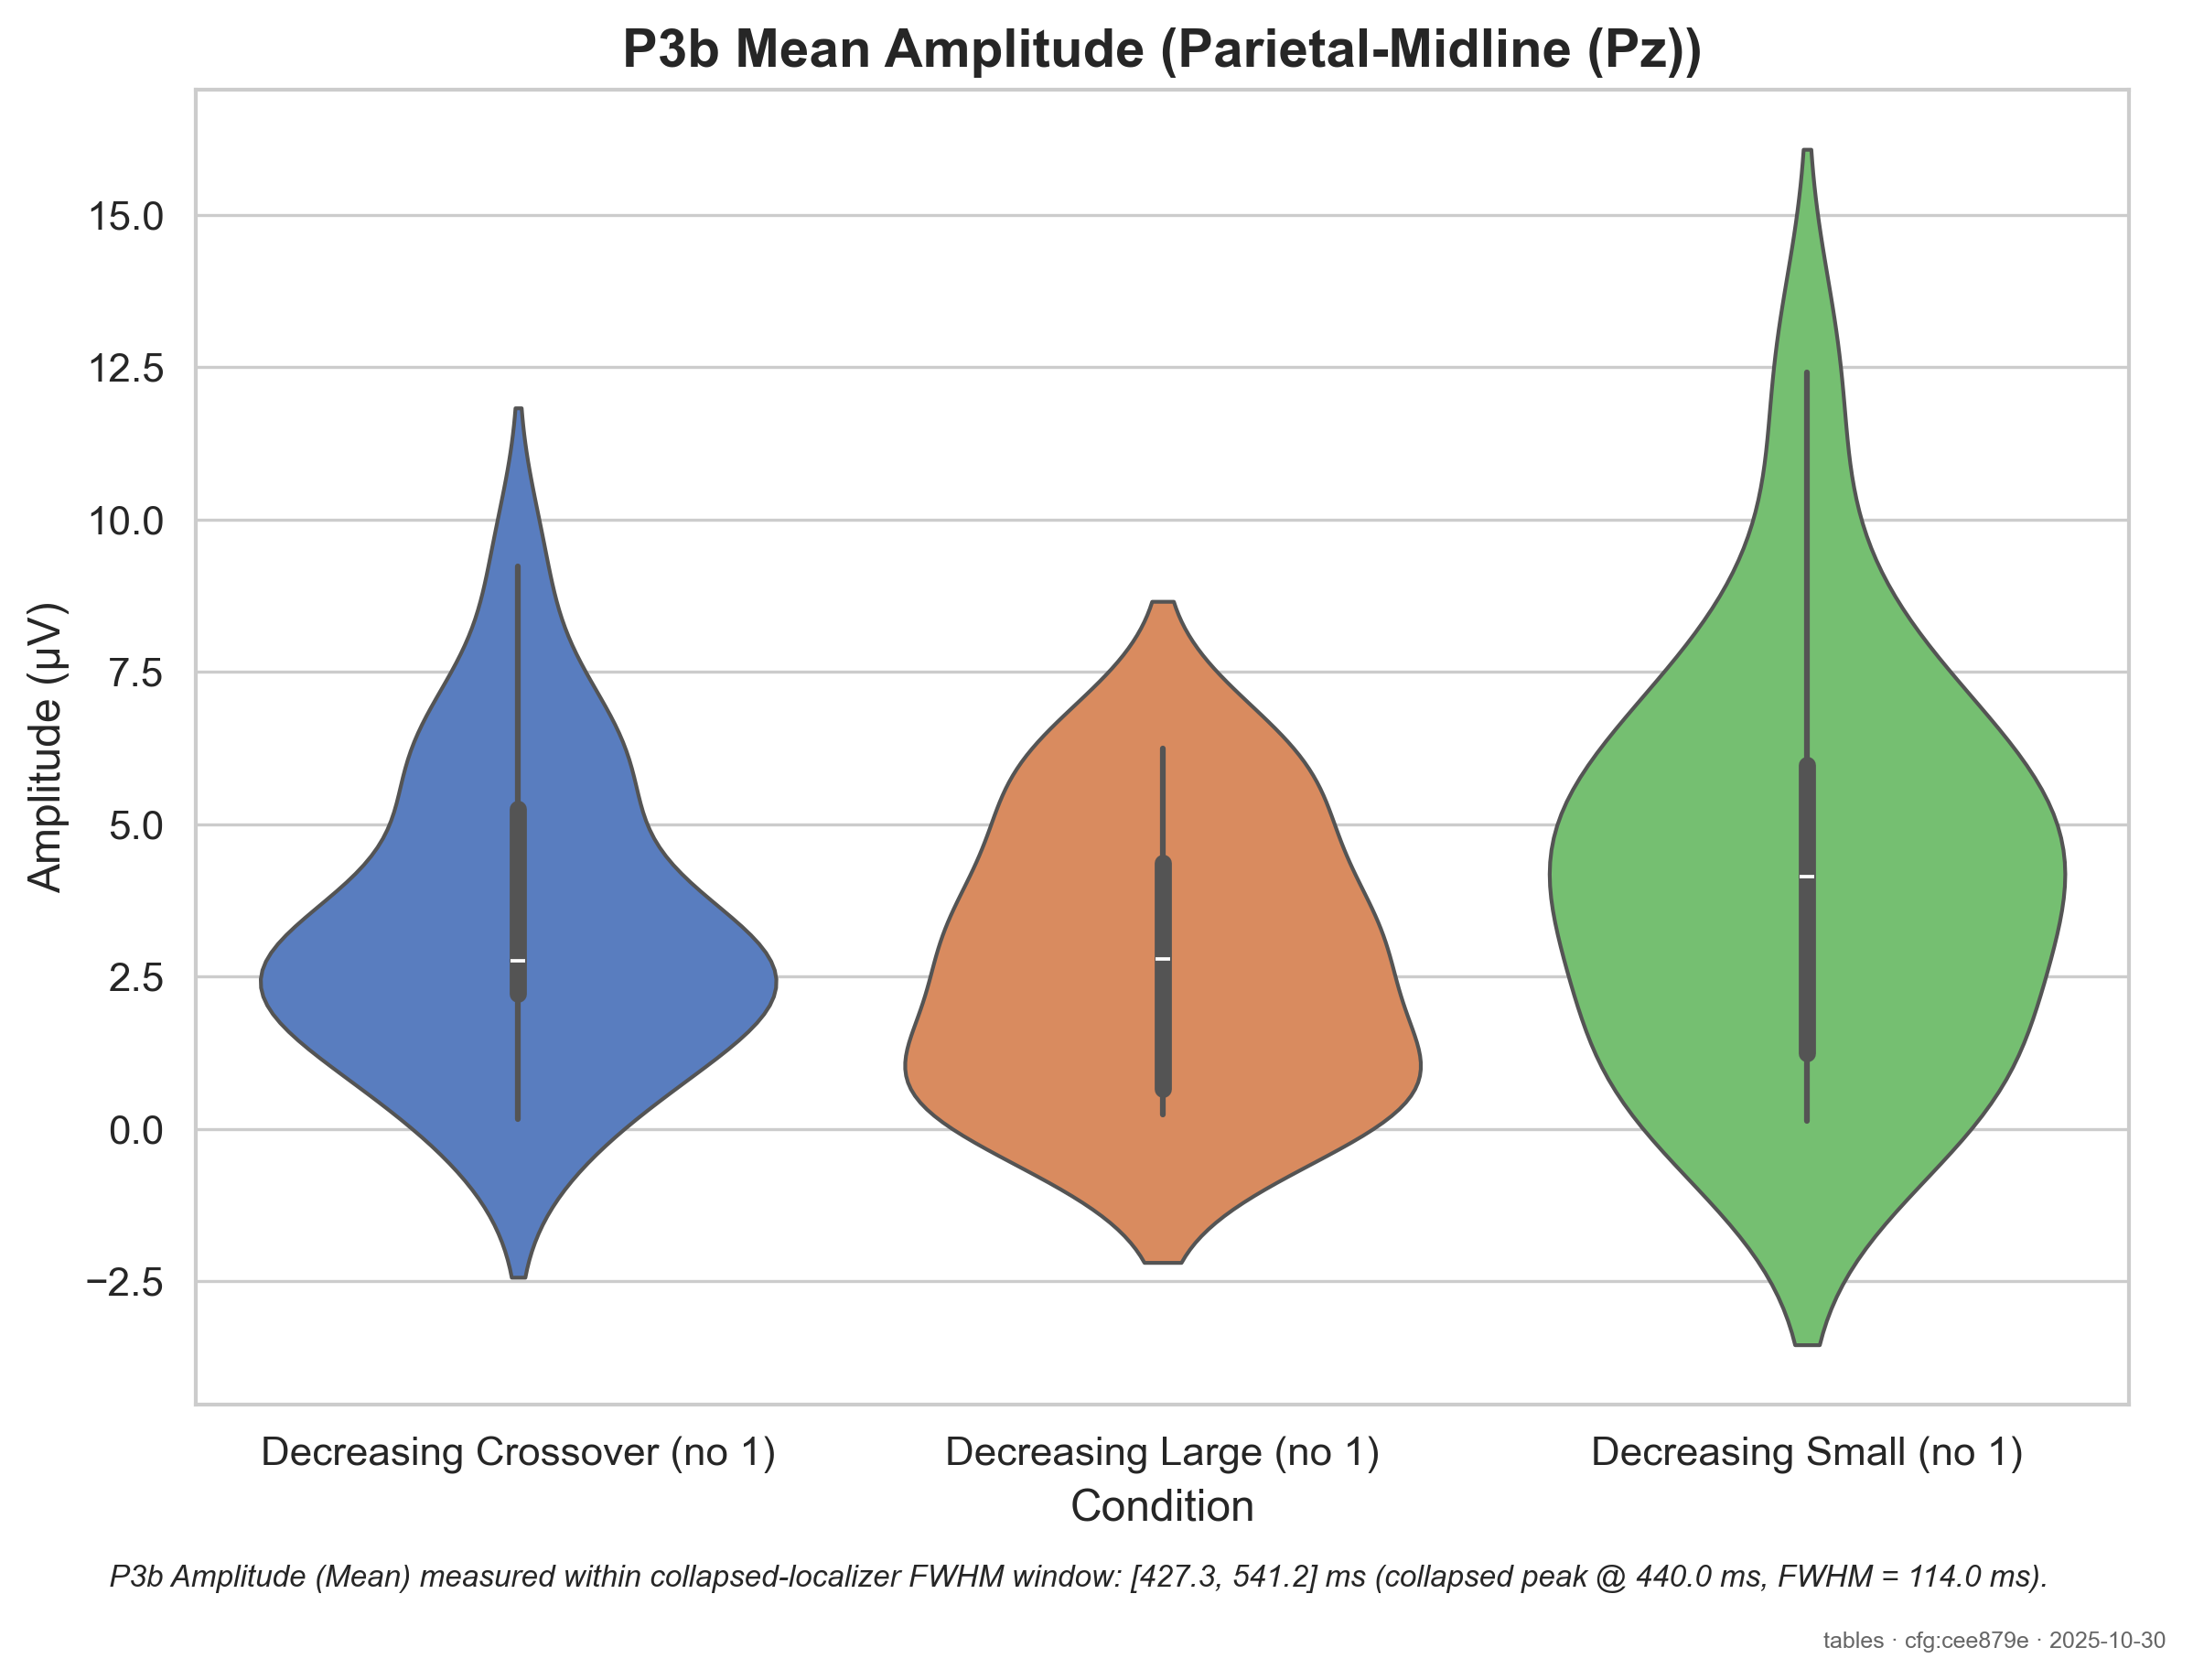 P3b Mean Amplitude (Parietal-Midline (Pz))
Amplitude (µV)
15.0
12.5
10.0
7.5
5.0
2.5
0.0
−2.5
Decreasing Crossover (no 1) Decreasing Large (no 1) Decreasing Small (no 1)
Condition
P3b Amplitude (Mean) measured within collapsed-localizer FWHM window: [427.3, 541.2] ms (collapsed peak @ 440.0 ms, FWHM = 114.0 ms).
tables · cfg:cee879e · 2025-10-30